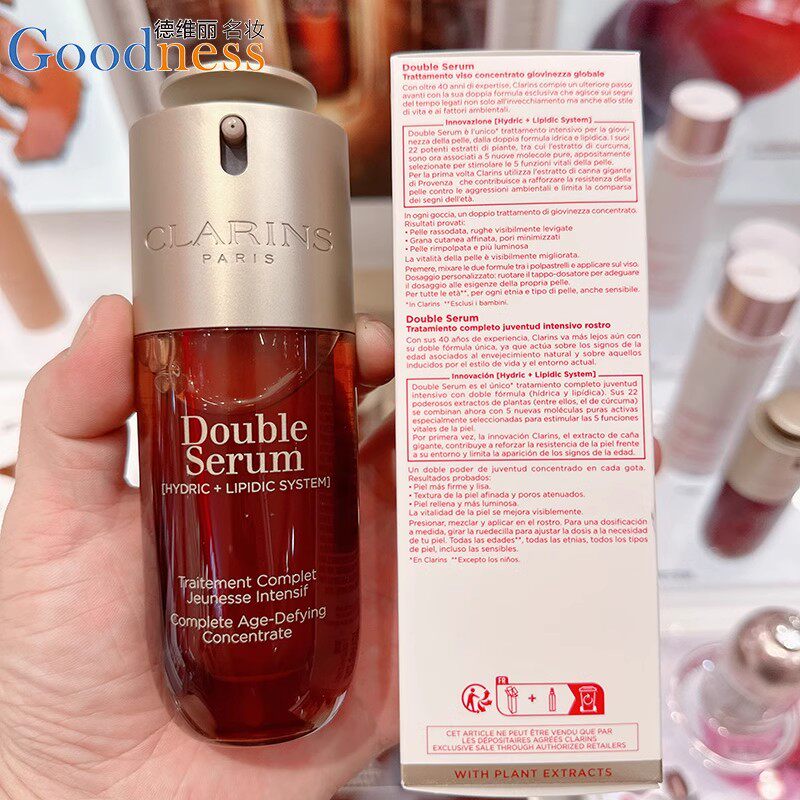 德维丽 名妆
Goodness
CLARINS
PARIS
Double
Serum
[HYDRIC + LIPIDIC SYSTEM]
Traitement Complet
Jeunesse Intensif
Complete Age-Defying
Concentrate
Double Serum
Trattamento viso concentrato giovinezza globale
Con oltre 40 anni di expertise, Clarins compie un ulteriore passo
avanti con la sua doppia formula esclusiva che agisce sui segni
del tempo legati non solo all'invecchiamento ma anche allo stile
di vita e ai fattori ambientali.
Innovazione [Hydric + Lipidic System]
Double Serum è l'unico* trattamento intensivo per la giovi-
nezza della pelle, dalla doppia formula idrica e lipidica. I suoi
22 potenti estratti di piante, tra cui l'estratto di curcuma,
sono ora associati a 5 nuove molecole pure, appositamente
selezionate per stimolare le 5 funzioni vitali della pelle.
Per la prima volta Clarins utilizza l'estratto di canna gigante
di Provenza che contribuisce a rafforzare la resistenza della
pelle contro le aggressioni ambientali e limita la comparsa
dei segni dell'età.
In ogni goccia, un doppio trattamento di giovinezza concentrato.
Risultati provati:
• Pelle rassodata, rughe visibilmente levigate
• Grana cutanea affinata, pori minimizzati
• Pelle rimpolpata e più luminosa
La vitalità della pelle è visibilmente migliorata.
Premere, mixare le due formule tra i polpastrelli e applicare sul viso.
Dosaggio personalizzato: ruotare il tappo-dosatore per adeguare
il dosaggio alle esigenze della propria pelle.
Per tutte le età**, per ogni etnia e tipo di pelle, anche sensibile.
*In Clarins **Esclusi i bambini.
Double Serum
Tratamiento completo juventud intensivo rostro
Con sus 40 años de experiencia, Clarins va más lejos aún con
su doble fórmula única, ya que actúa sobre los signos de la
edad asociados al envejecimiento natural y sobre aquellos
inducidos por el estilo de vida y el entorno actual.
Innovación [Hydric + Lipidic System]
Double Serum es el único* tratamiento completo juventud
intensivo con doble fórmula (hídrica y lipídica). Sus 22
poderosos extractos de plantas (entre ellos, el de cúrcuma)
se combinan ahora con 5 nuevas moléculas puras activas
especialmente seleccionadas para estimular las 5 funciones
vitales de la piel.
Por primera vez, la innovación Clarins, el extracto de caña
gigante, contribuye a reforzar la resistencia de la piel frente
a su entorno y limita la aparición de los signos de la edad.
Un doble poder de juventud concentrado en cada gota.
Resultados probados:
• Piel más firme y lisa.
• Textura de la piel afinada y poros atenuados.
• Piel rellena y más luminosa.
La vitalidad de la piel se mejora visiblemente.
Presionar, mezclar y aplicar en el rostro. Para una dosificación
a medida, girar la ruedecilla para ajustar la dosis a la necesidad
de tu piel. Todas las edades**, todas las etnias, todos los tipos
de piel, incluso las sensibles.
*En Clarins **Excepto los niños.
FR
+
CET ARTICLE NE PEUT ÊTRE VENDU QUE PAR
LES DÉPOSITAIRES AGRÉÉS CLARINS
EXCLUSIVE SALE THROUGH AUTHORIZED RETAILERS
WITH PLANT EXTRACTS